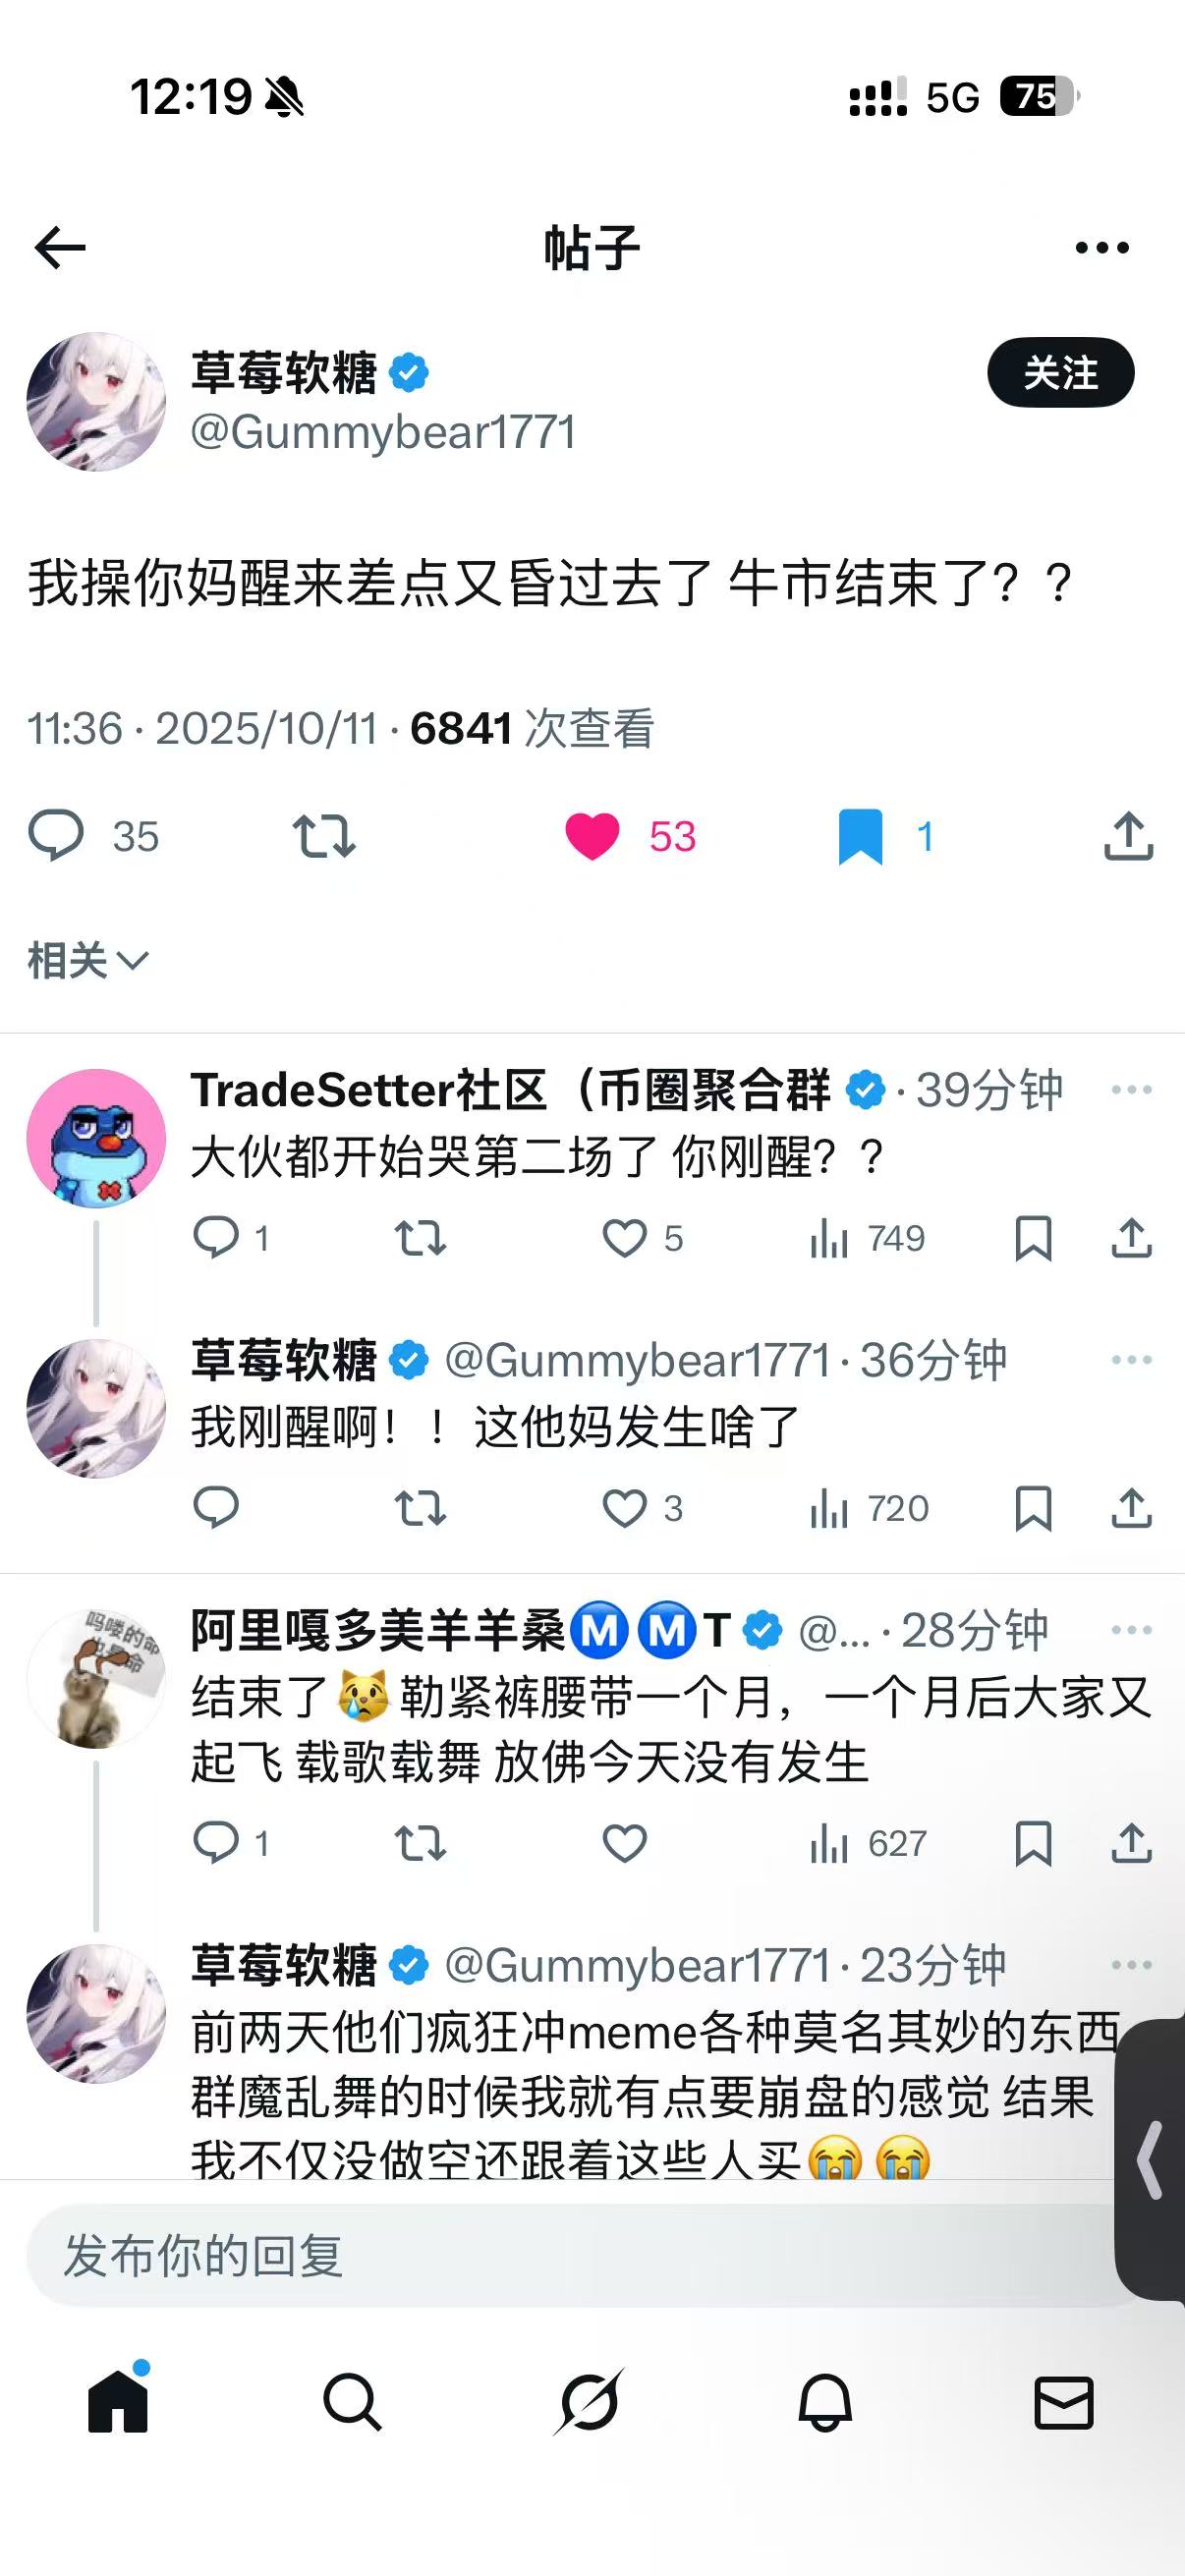 12:19
5G 75
帖子
草莓软糖
关注
@Gummybear1771
我操你妈醒来差点又昏过去了 牛市结束了？？
11:36 · 2025/10/11 · 6841 次查看
35 53 1
相关
TradeSetter社区（币圈聚合群 · 39分钟
大伙都开始哭第二场了 你刚醒？？
1 5 749
草莓软糖 @Gummybear1771 · 36分钟
我刚醒啊！！这他妈发生啥了
3 720
吗喽的命
也是命
阿里嘎多美羊羊桑ⓂⓂT @... · 28分钟
结束了😿勒紧裤腰带一个月，一个月后大家又
起飞 载歌载舞 放佛今天没有发生
1 627
草莓软糖 @Gummybear1771 · 23分钟
前两天他们疯狂冲meme各种莫名其妙的东西
群魔乱舞的时候我就有点要崩盘的感觉 结果
我不仅没做空还跟着这些人买😭😭
发布你的回复